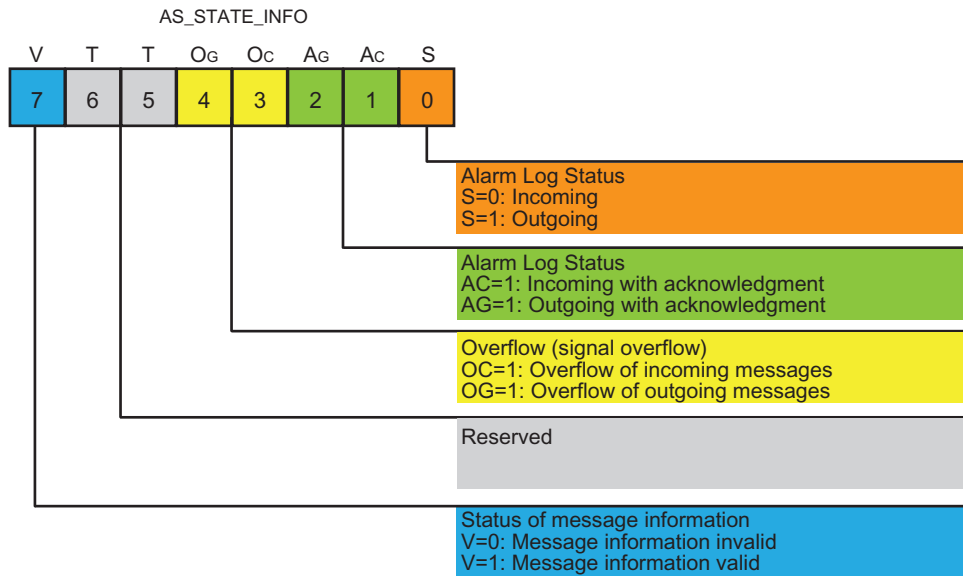 AS_STATE_INFO
V T T OG OC AG AC S
7 6 5 4 3 2 1 0
Alarm Log Status
S=0: Incoming
S=1: Outgoing
Alarm Log Status
AC=1: Incoming with acknowledgment
AG=1: Outgoing with acknowledgment
Overflow (signal overflow)
OC=1: Overflow of incoming messages
OG=1: Overflow of outgoing messages
Reserved
Status of message information
V=0: Message information invalid
V=1: Message information valid